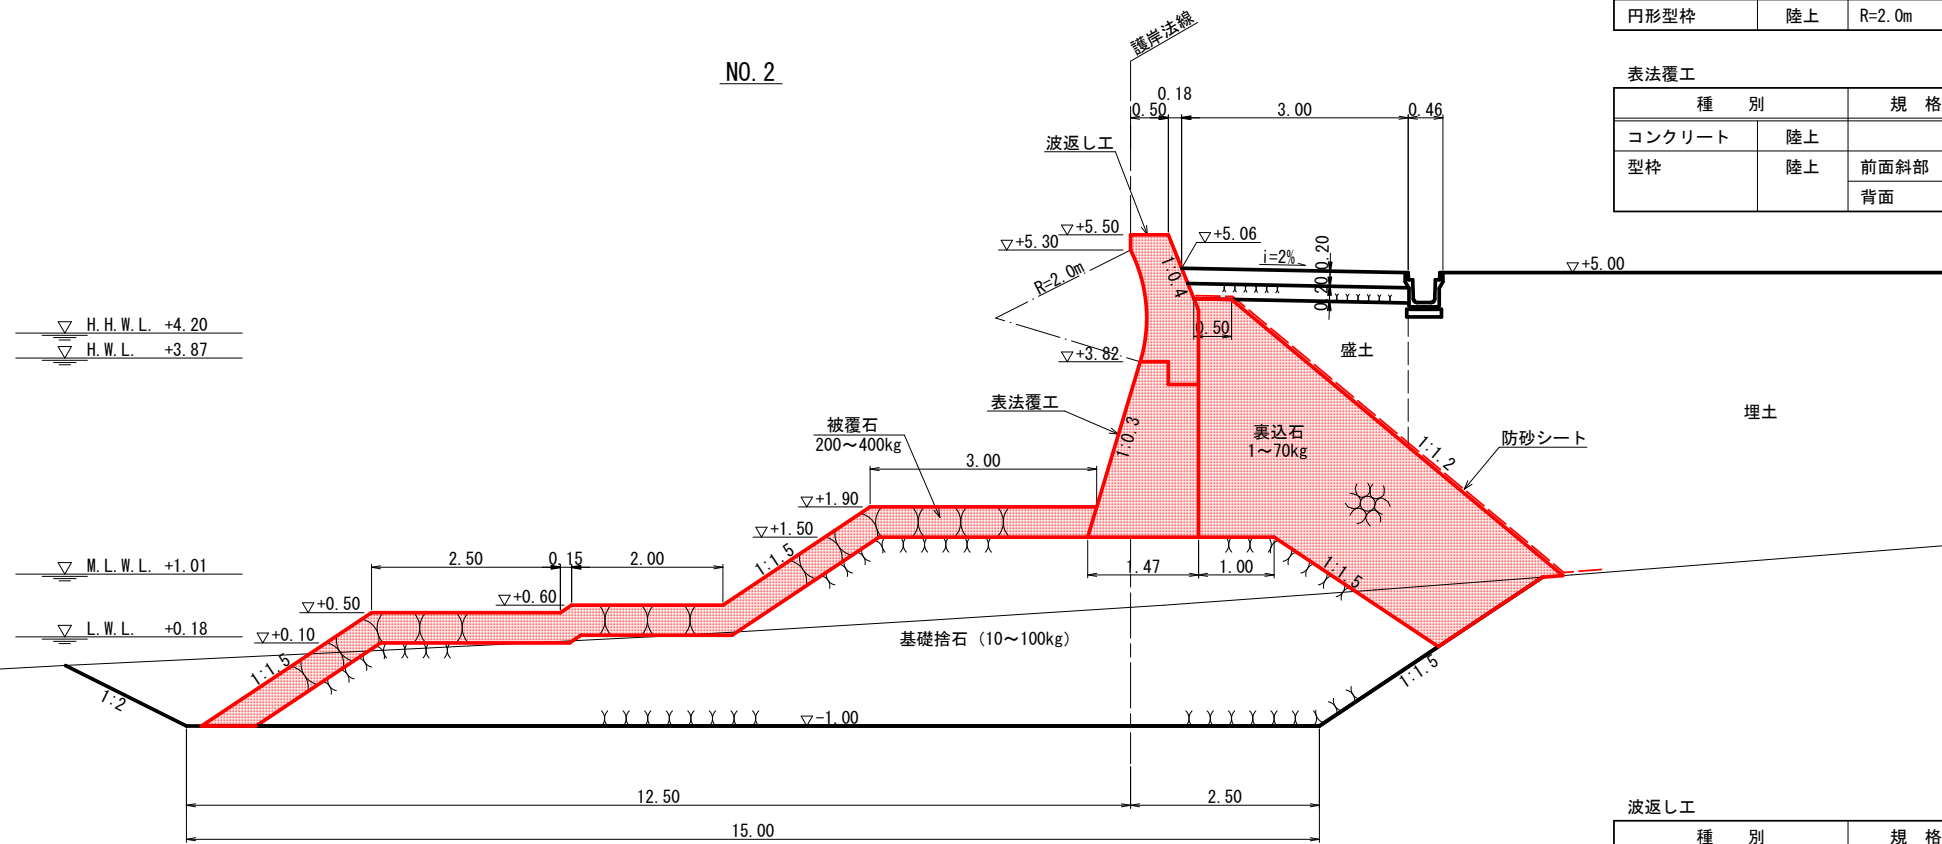 円形型枠 陸上 R=2.0m
護岸法線
NO.2
表法覆工
種 別 規 格
コンクリート 陸上
型枠 陸上 前面斜部
背面
0.18
0.50 3.00 0.46
波返し工
▽+5.50
▽+5.30
▽+5.06
i=2%
0.20
0.20
▽+5.00
R=2.0m
1:0.4
H.H.W.L. +4.20
H.W.L. +3.87
0.50
▽+3.82
盛土
表法覆工
埋土
被覆石
200～400kg
1:0.3
裏込石
1～70kg
1:1.2
防砂シート
3.00
▽+1.90
▽+1.50
1:1.5
2.50 0.15 2.00
M.L.W.L. +1.01
1.47 1.00
1:1.5
▽+0.60
▽+0.50
L.W.L. +0.18
▽+0.10
基礎捨石 (10～100kg)
1:1.5
1:1.5
1:2
▽-1.00
12.50 2.50
15.00
波返し工
種 別 規 格